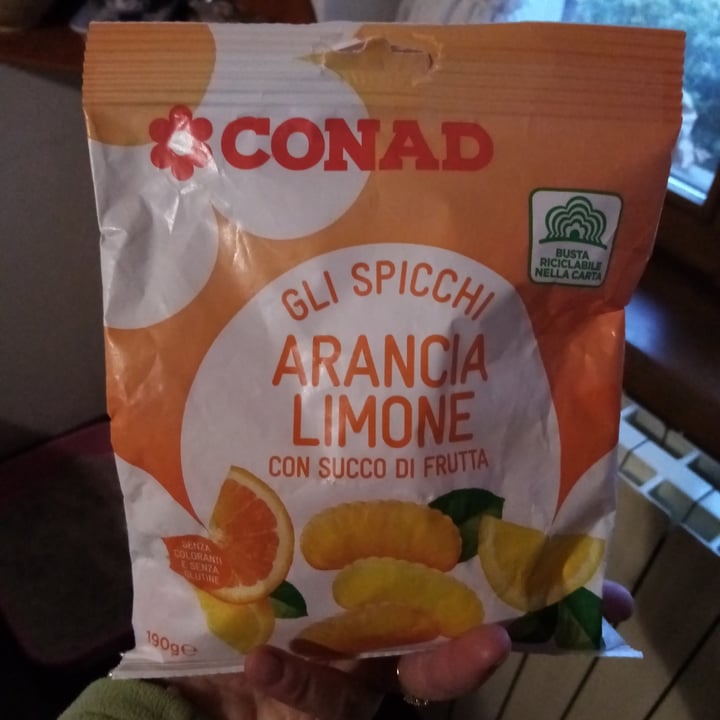 CONAD
BUSTA
RICICLABILE
NELLA CARTA
GLI SPICCHI
ARANCIA
LIMONE
CON SUCCO DI FRUTTA
SENZA
COLORANTI
E SENZA
GLUTINE
190g℮